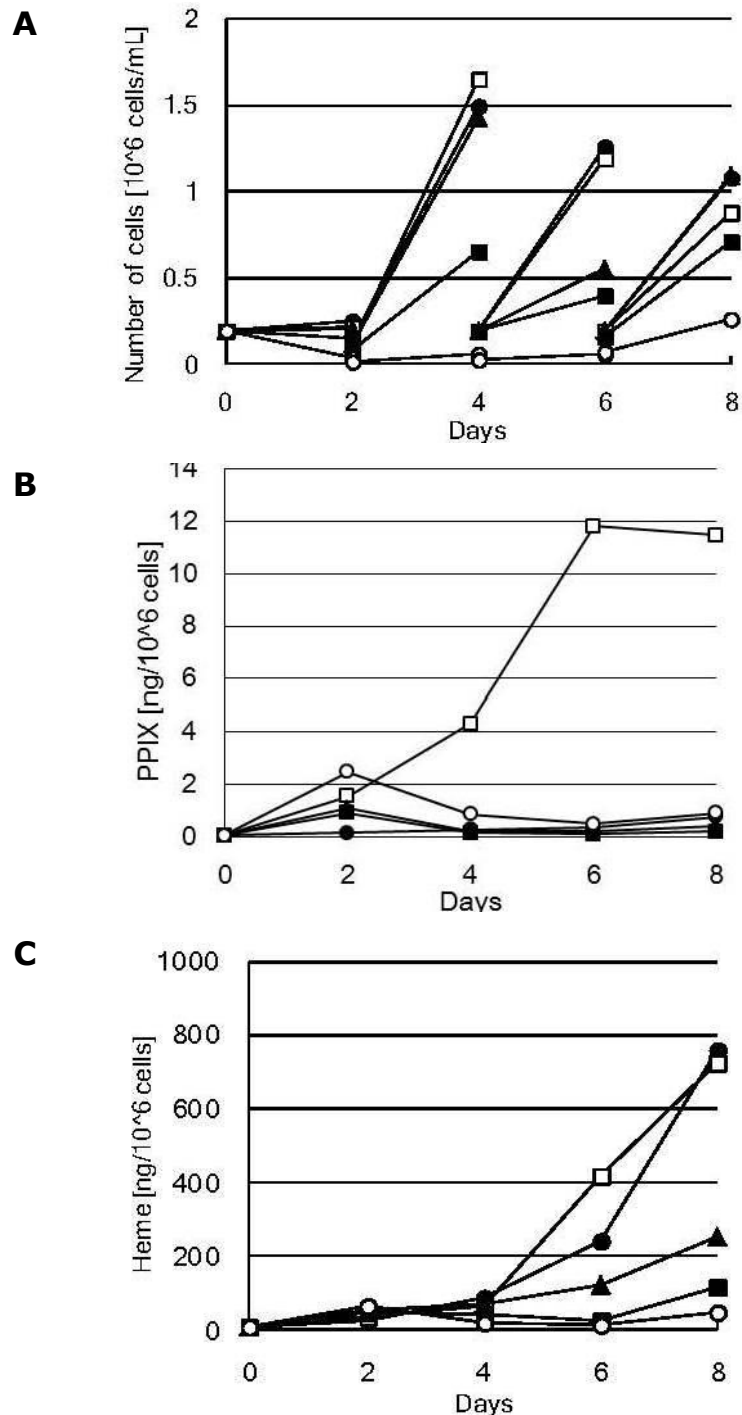 A
Number of cells [10^6 cells/mL]
2
1.5
1
0.5
0
0 2 4 6 8
Days
B
PPIX [ng/10^6 cells]
14
12
10
8
6
4
2
0
0 2 4 6 8
Days
C
Heme [ng/10^6 cells]
1000
800
600
400
200
0
0 2 4 6 8
Days